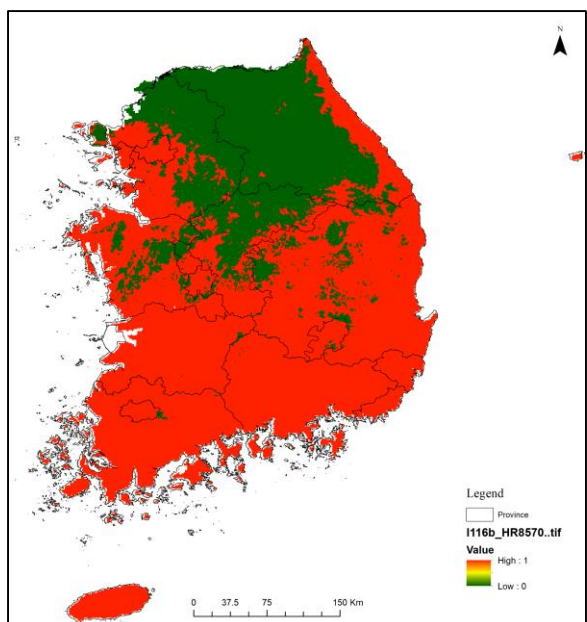 N
Legend
Province
I116b_HR8570..tif
Value
High : 1
Low : 0
0 37.5 75 150 Km